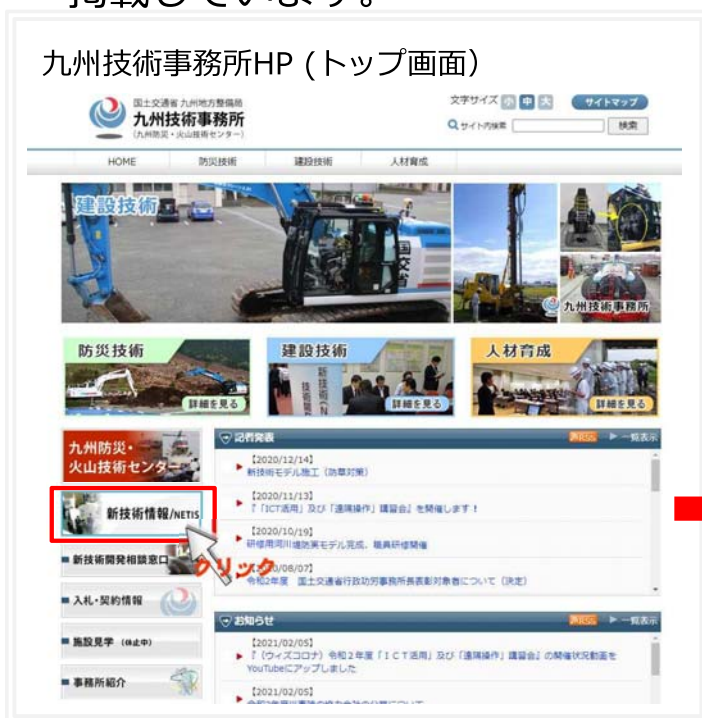 掲載しています。
九州技術事務所HP (トップ画面)
国土交通省 九州地方整備局
九州技術事務所
(九州防災・火山技術センター)
文字サイズ 小 中 大 サイトマップ
サイト内検索 検索
HOME 防災技術 建設技術 人材育成
建設技術
国交省
九州技術事務所
防災技術 詳細を見る
建設技術 詳細を見る
人材育成 詳細を見る
九州防災・
火山技術センター
新技術情報/NETIS
クリック
新技術開発相談窓口
入札・契約情報
施設見学 (休止中)
事務所紹介
記者発表 RSS 一覧表示
【2020/12/14】
新技術モデル施工(防草対策)
【2020/11/13】
『「ICT活用」及び「遠隔操作」講習会』を開催します!
【2020/10/19】
研修用河川堤防実モデル完成、職員研修開催
/08/07】
令和2年度 国土交通省行政功労事務所長表彰対象者について(決定)
お知らせ RSS 一覧表示
【2021/02/05】
『(ウィズコロナ)令和2年度「ICT活用」及び「遠隔操作」講習会』の開催状況動画を
YouTubeにアップしました
【2021/02/05】